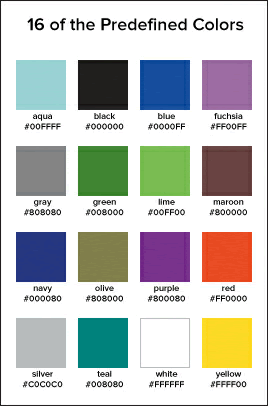 16 of the Predefined Colors
aqua black blue fuchsia
#00FFFF #000000 #0000FF #FF00FF
gray green lime maroon
#808080 #008000 #00FF00 #800000
navy olive purple red
#000080 #808000 #800080 #FF0000
silver teal white yellow
#C0C0C0 #008080 #FFFFFF #FFFF00